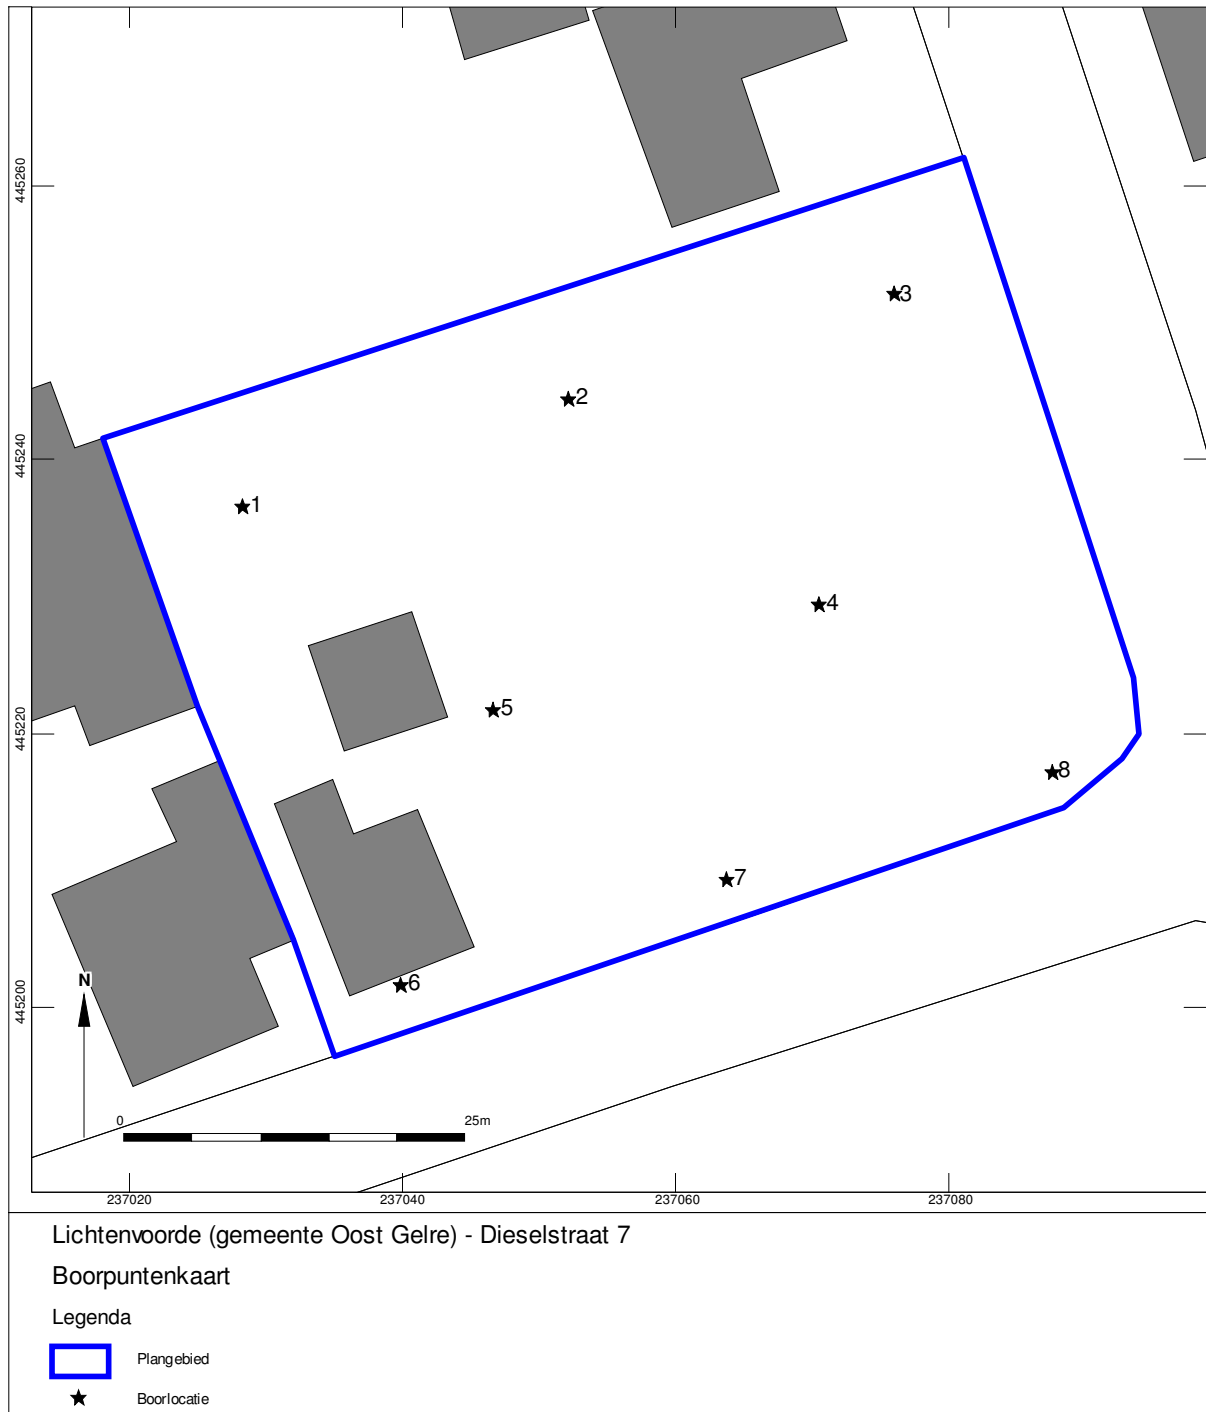 445260
3
2
445240
1
4
5
445220
8
7
6
N
445200
0 25m
237020 237040 237060 237080
Lichtenvoorde (gemeente Oost Gelre) - Dieselstraat 7
Boorpuntenkaart
Legenda
Plangebied
Boorlocatie